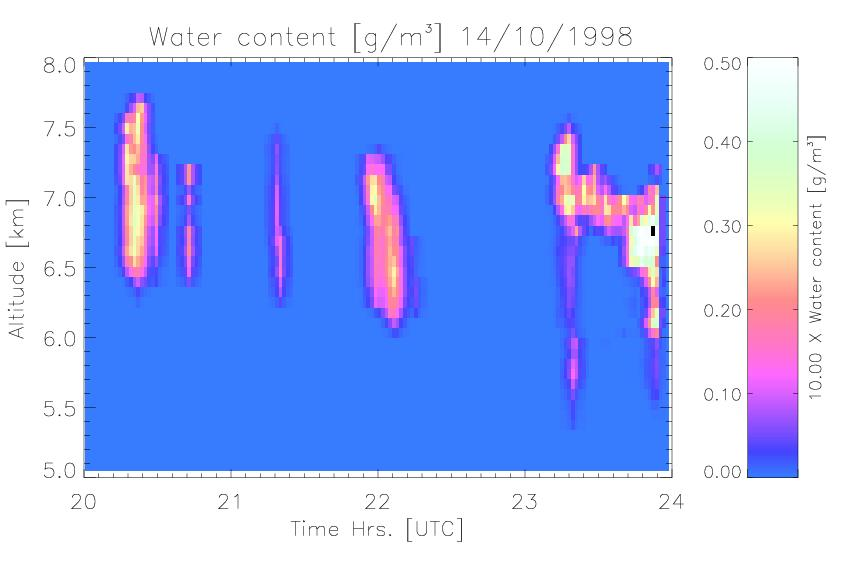 Water content [g/m³] 14/10/1998
8.0
7.5
7.0
6.5
6.0
5.5
5.0
Altitude [km]
20 21 22 23 24
Time Hrs. [UTC]
0.50
0.40
0.30
0.20
0.10
0.00
10.00 X Water content [g/m³]